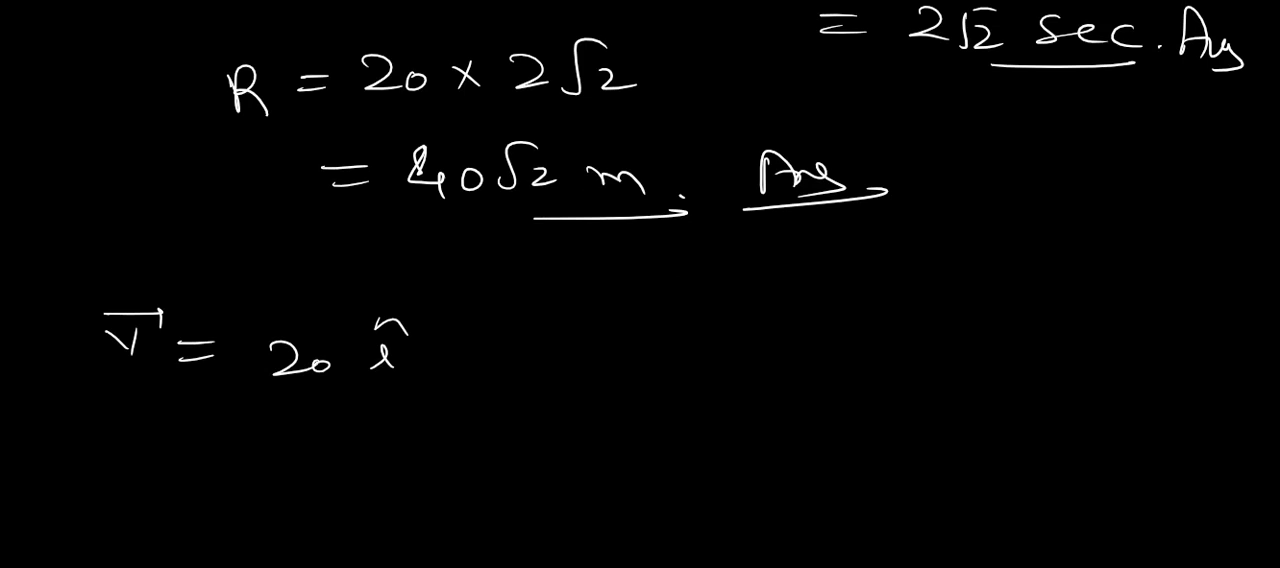 = 2√2 sec. Ans
R = 20 × 2√2
= 40√2 m. Ans
V⃗ = 20 î